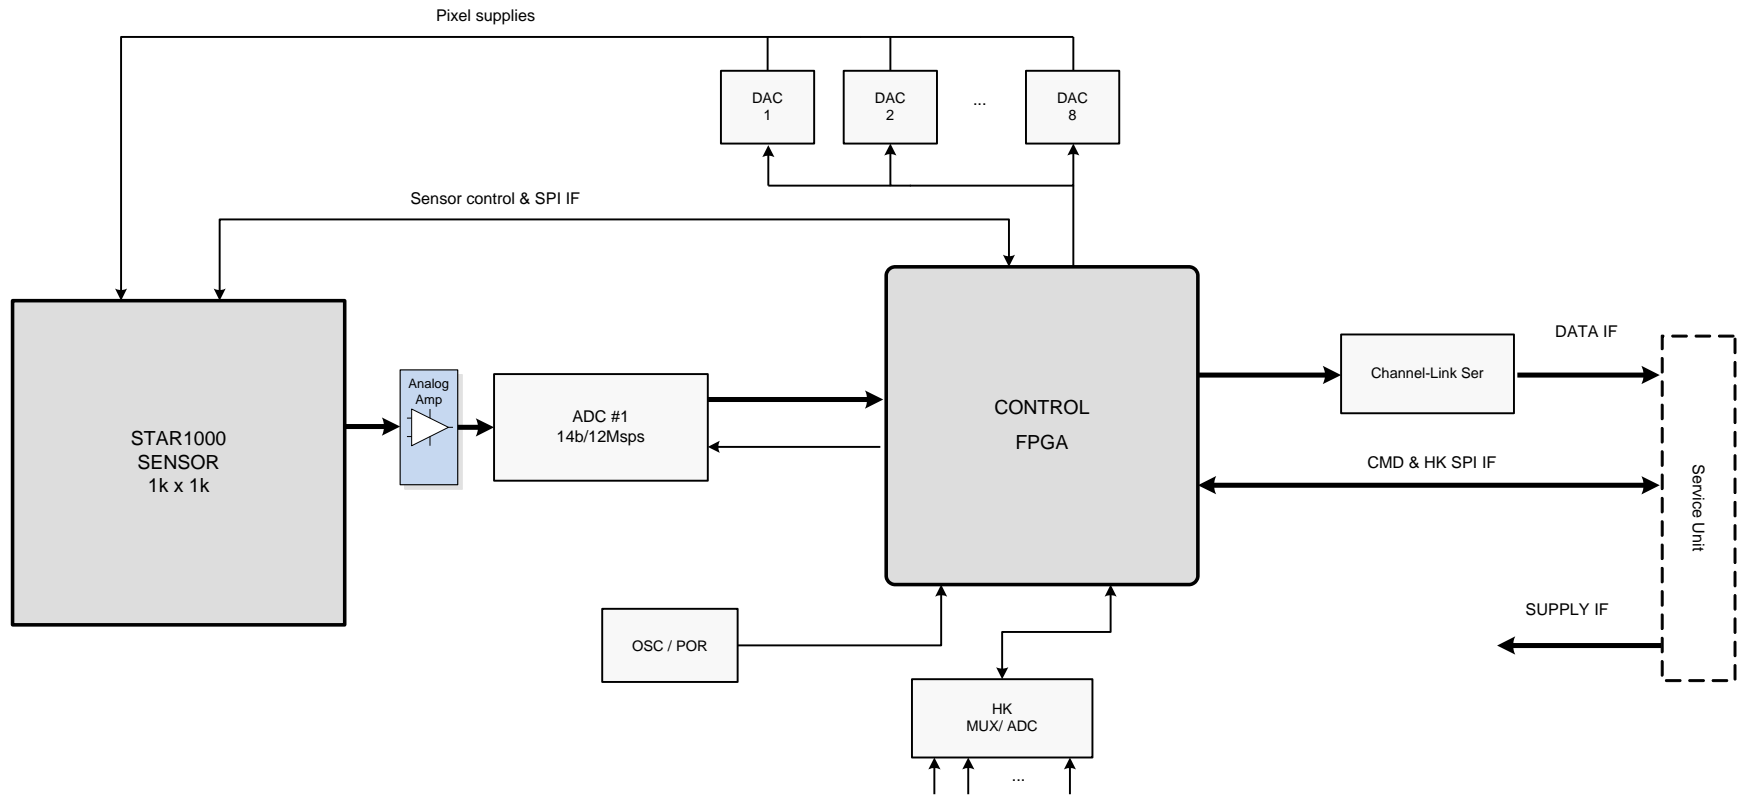 Pixel supplies
DAC
1
DAC
2
...
DAC
8
Sensor control & SPI IF
STAR1000
SENSOR
1k x 1k
Analog
Amp
ADC #1
14b/12Msps
CONTROL
FPGA
Channel-Link Ser
DATA IF
CMD & HK SPI IF
Service Unit
SUPPLY IF
OSC / POR
HK
MUX/ ADC
...